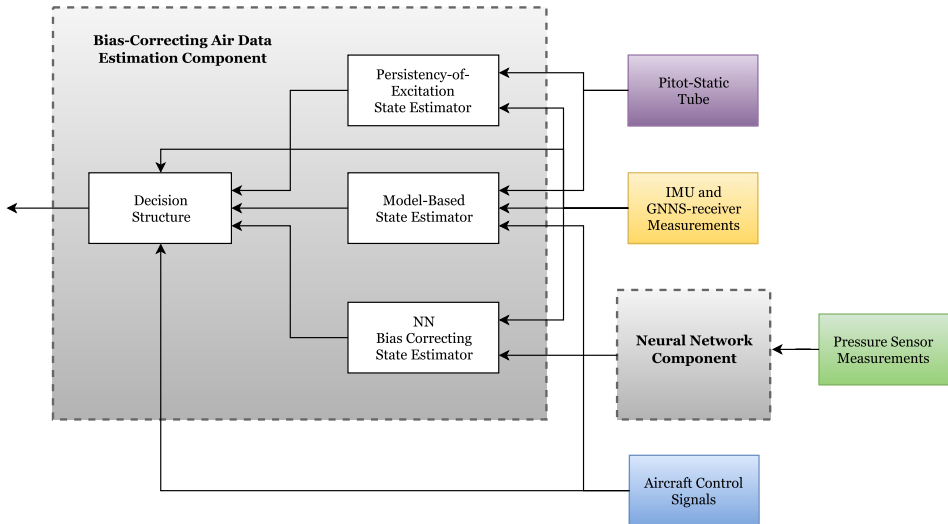 Bias-Correcting Air Data
Estimation Component
Persistency-of-
Excitation
State Estimator
Pitot-Static
Tube
Decision
Structure
Model-Based
State Estimator
IMU and
GNNS-receiver
Measurements
NN
Bias Correcting
State Estimator
Neural Network
Component
Pressure Sensor
Measurements
Aircraft Control
Signals